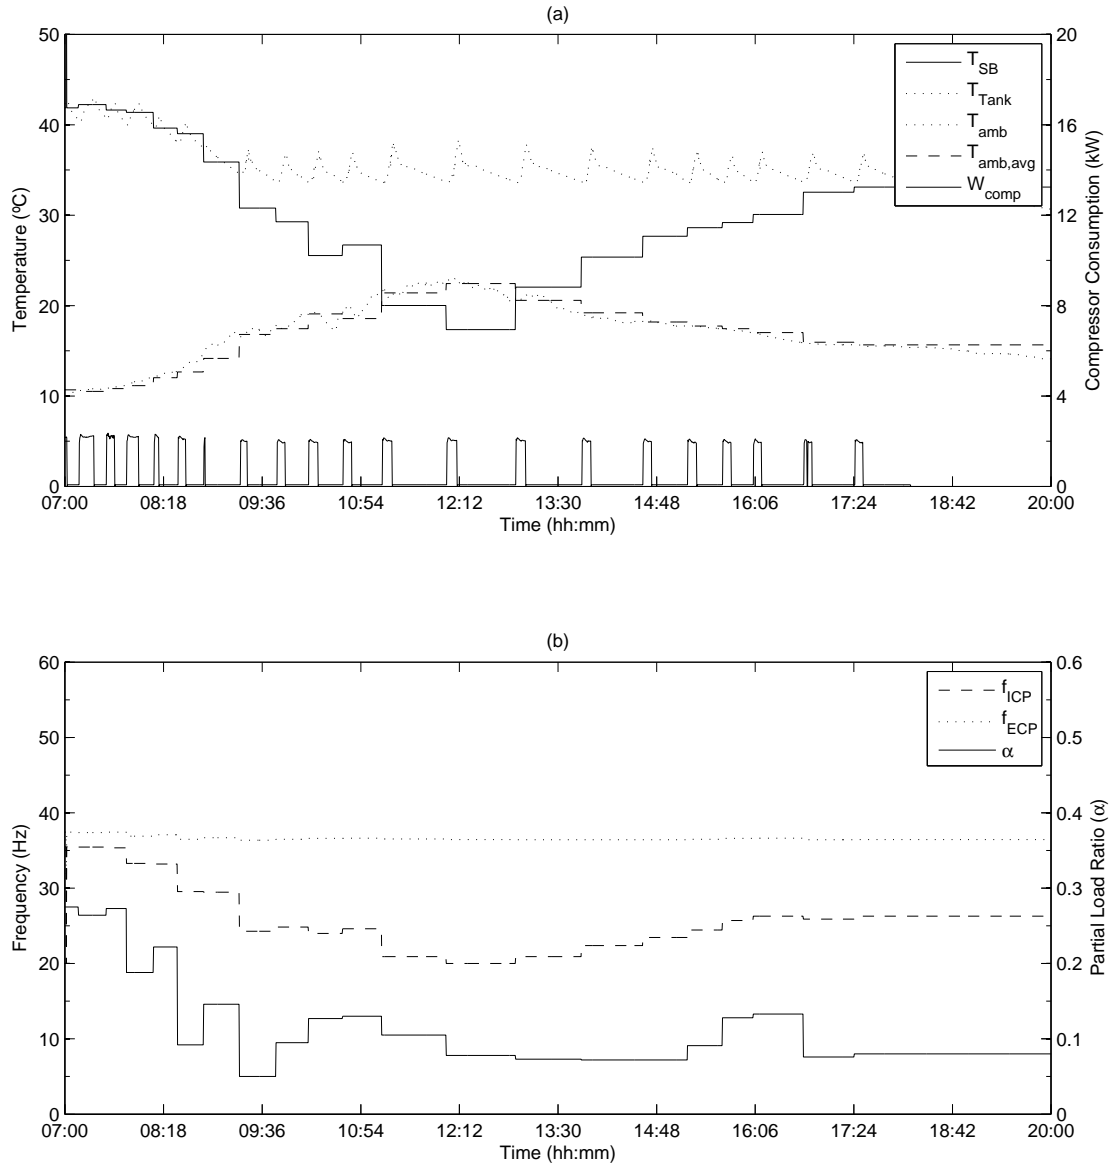 (a)
50
40
30
20
10
0
Temperature (ºC)
20
16
12
8
4
0
Compressor Consumption (kW)
T_SB
T_Tank
T_amb
T_amb,avg
W_comp
07:00 08:18 09:36 10:54 12:12 13:30 14:48 16:06 17:24 18:42 20:00
Time (hh:mm)
(b)
60
50
40
30
20
10
0
Frequency (Hz)
0.6
0.5
0.4
0.3
0.2
0.1
0
Partial Load Ratio (α)
f_ICP
f_ECP
α
07:00 08:18 09:36 10:54 12:12 13:30 14:48 16:06 17:24 18:42 20:00
Time (hh:mm)